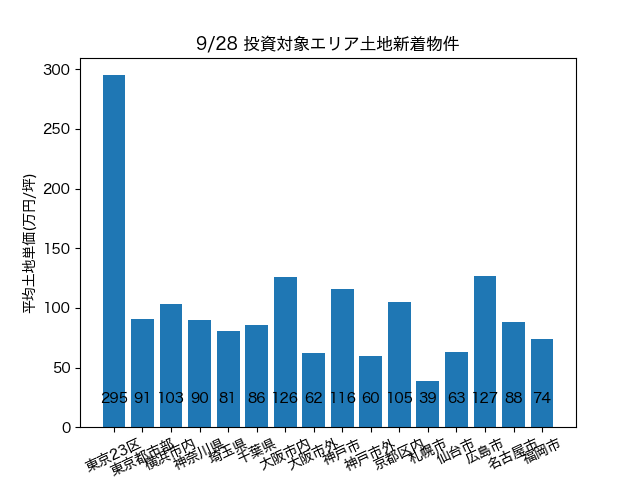 9/28 投資対象エリア土地新着物件
平均土地単価(万円/坪)
300
250
200
150
100
50
0
295 91 103 90 81 86 126 62 116 60 105 39 63 127 88 74
東京23区 東京都市部 横浜市内 神奈川県 埼玉県 千葉県 大阪市内 大阪市外 神戸市 神戸市外 京都区内 札幌市 仙台市 広島市 名古屋市 福岡市